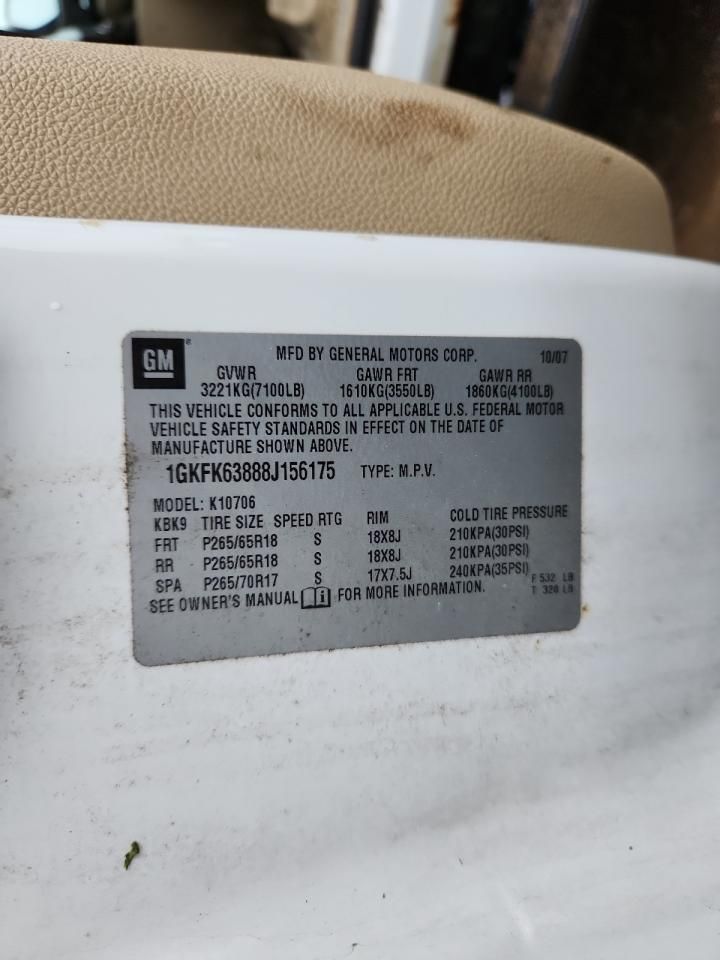 GM ®
MFD BY GENERAL MOTORS CORP. 10/07
GVWR GAWR FRT GAWR RR
3221KG(7100LB) 1610KG(3550LB) 1860KG(4100LB)
THIS VEHICLE CONFORMS TO ALL APPLICABLE U.S. FEDERAL MOTOR
VEHICLE SAFETY STANDARDS IN EFFECT ON THE DATE OF
MANUFACTURE SHOWN ABOVE.
1GKFK63888J156175 TYPE: M.P.V.
MODEL: K10706
KBK9 TIRE SIZE SPEED RTG RIM COLD TIRE PRESSURE
FRT P265/65R18 S 18X8J 210KPA(30PSI)
RR P265/65R18 S 18X8J 210KPA(30PSI)
SPA P265/70R17 S 17X7.5J 240KPA(35PSI)
SEE OWNER'S MANUAL i FOR MORE INFORMATION.
F 532 LB
T 320 LB